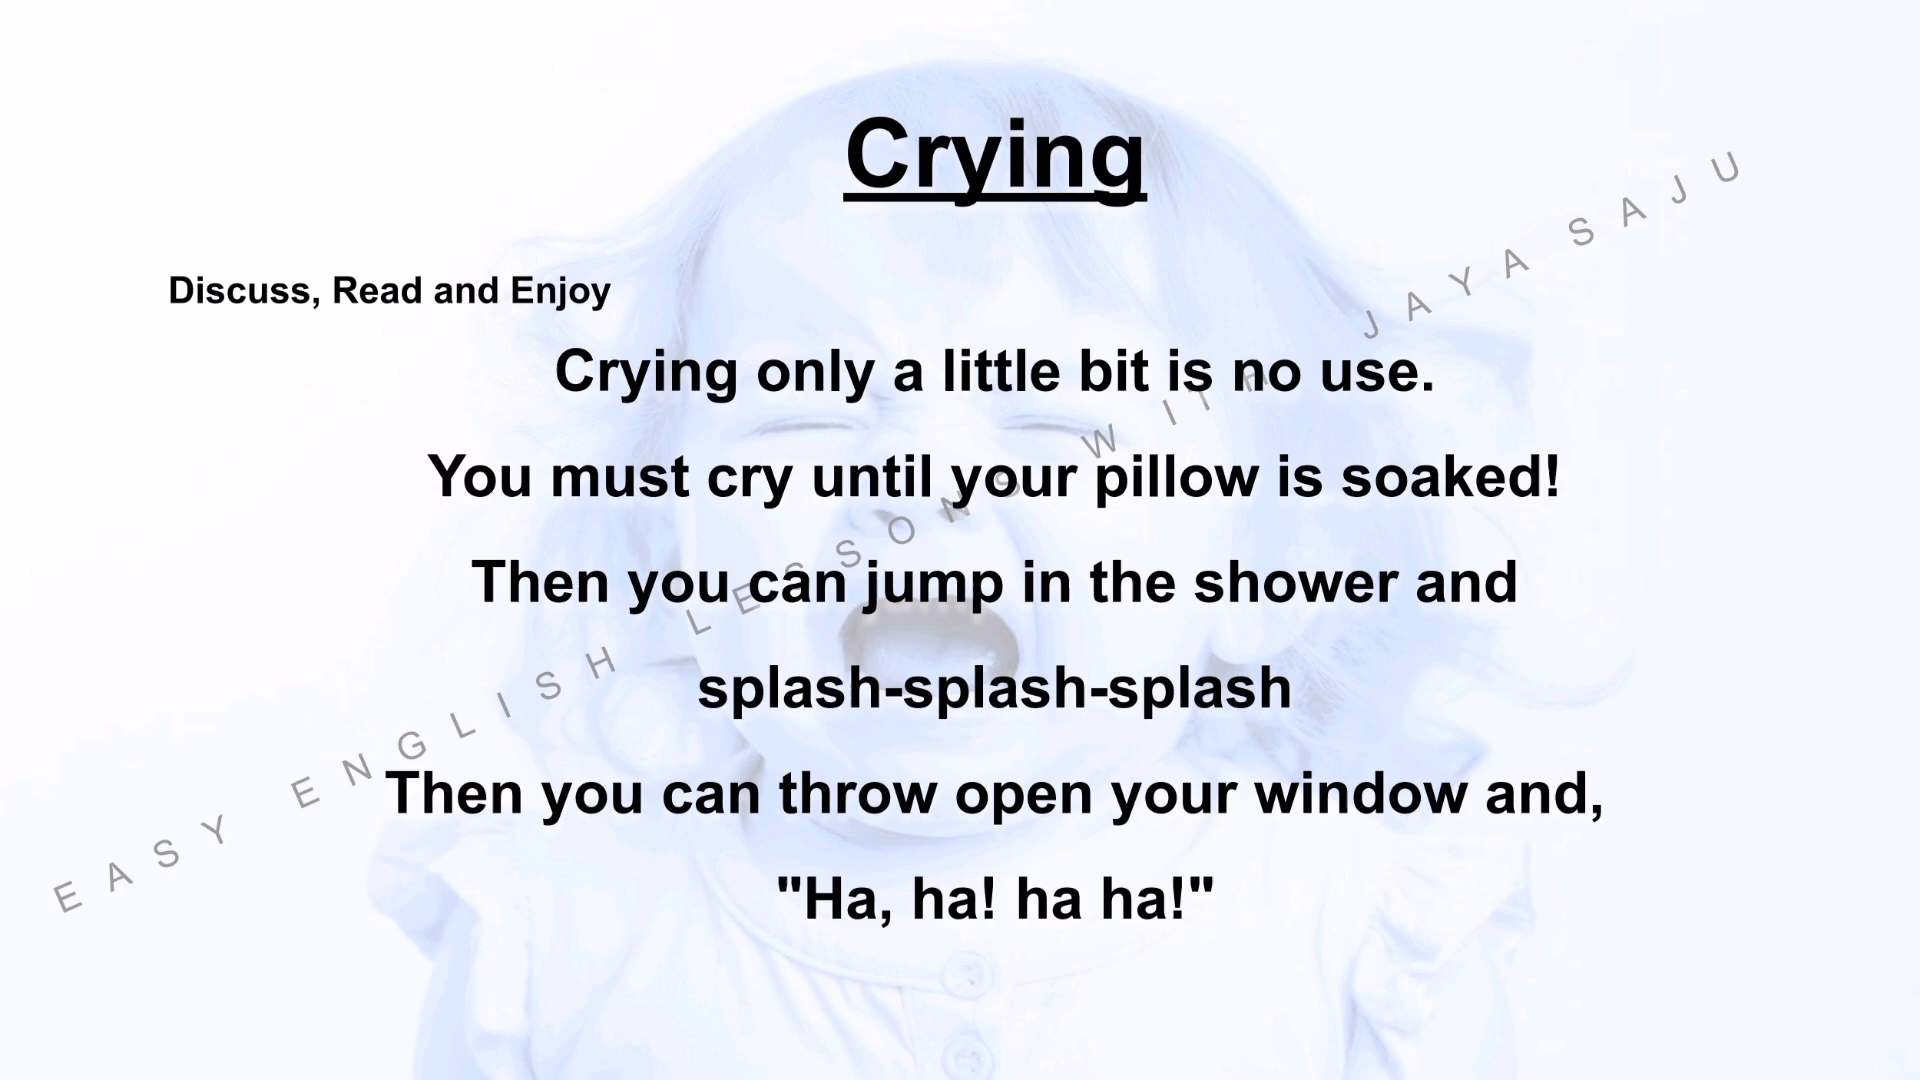 Crying
Discuss, Read and Enjoy
Crying only a little bit is no use.
You must cry until your pillow is soaked!
Then you can jump in the shower and
splash-splash-splash
Then you can throw open your window and,
"Ha, ha! ha ha!"
EASY ENGLISH LESSONS WITH JAYA SAJU